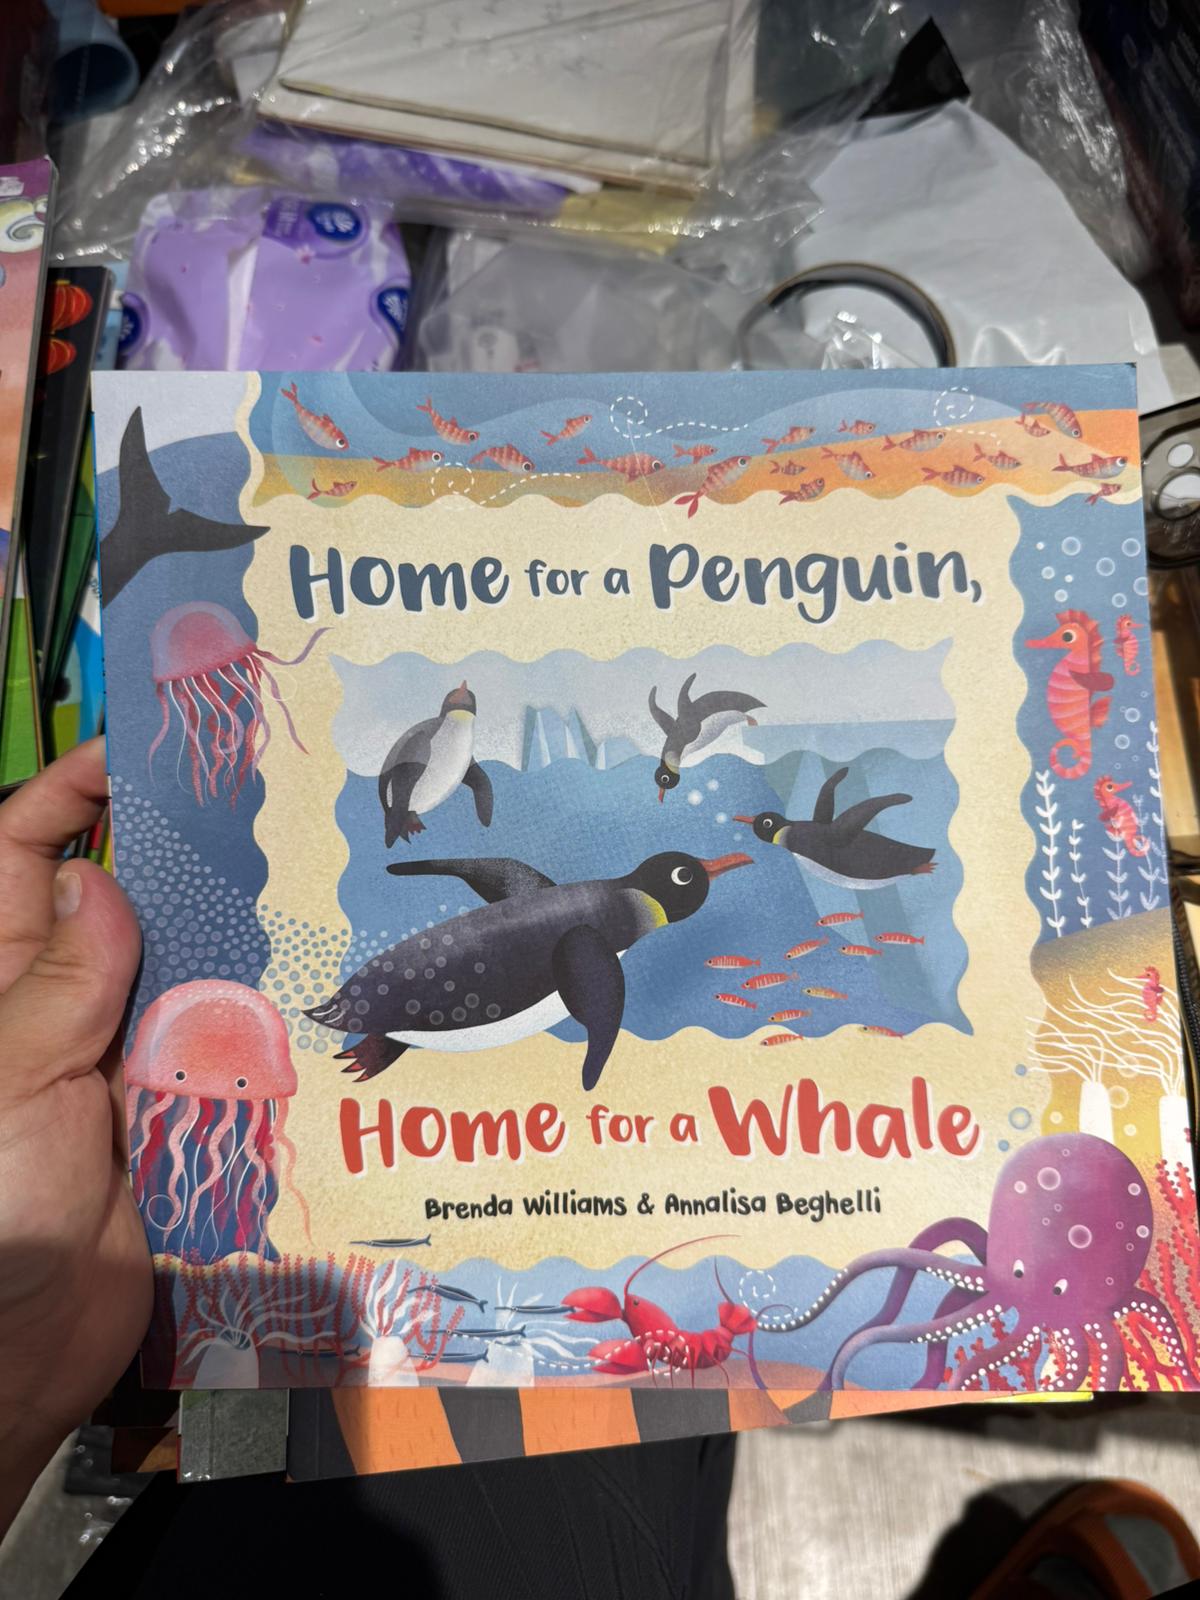 Home for a Penguin,
Home for a Whale
Brenda Williams & Annalisa Beghelli